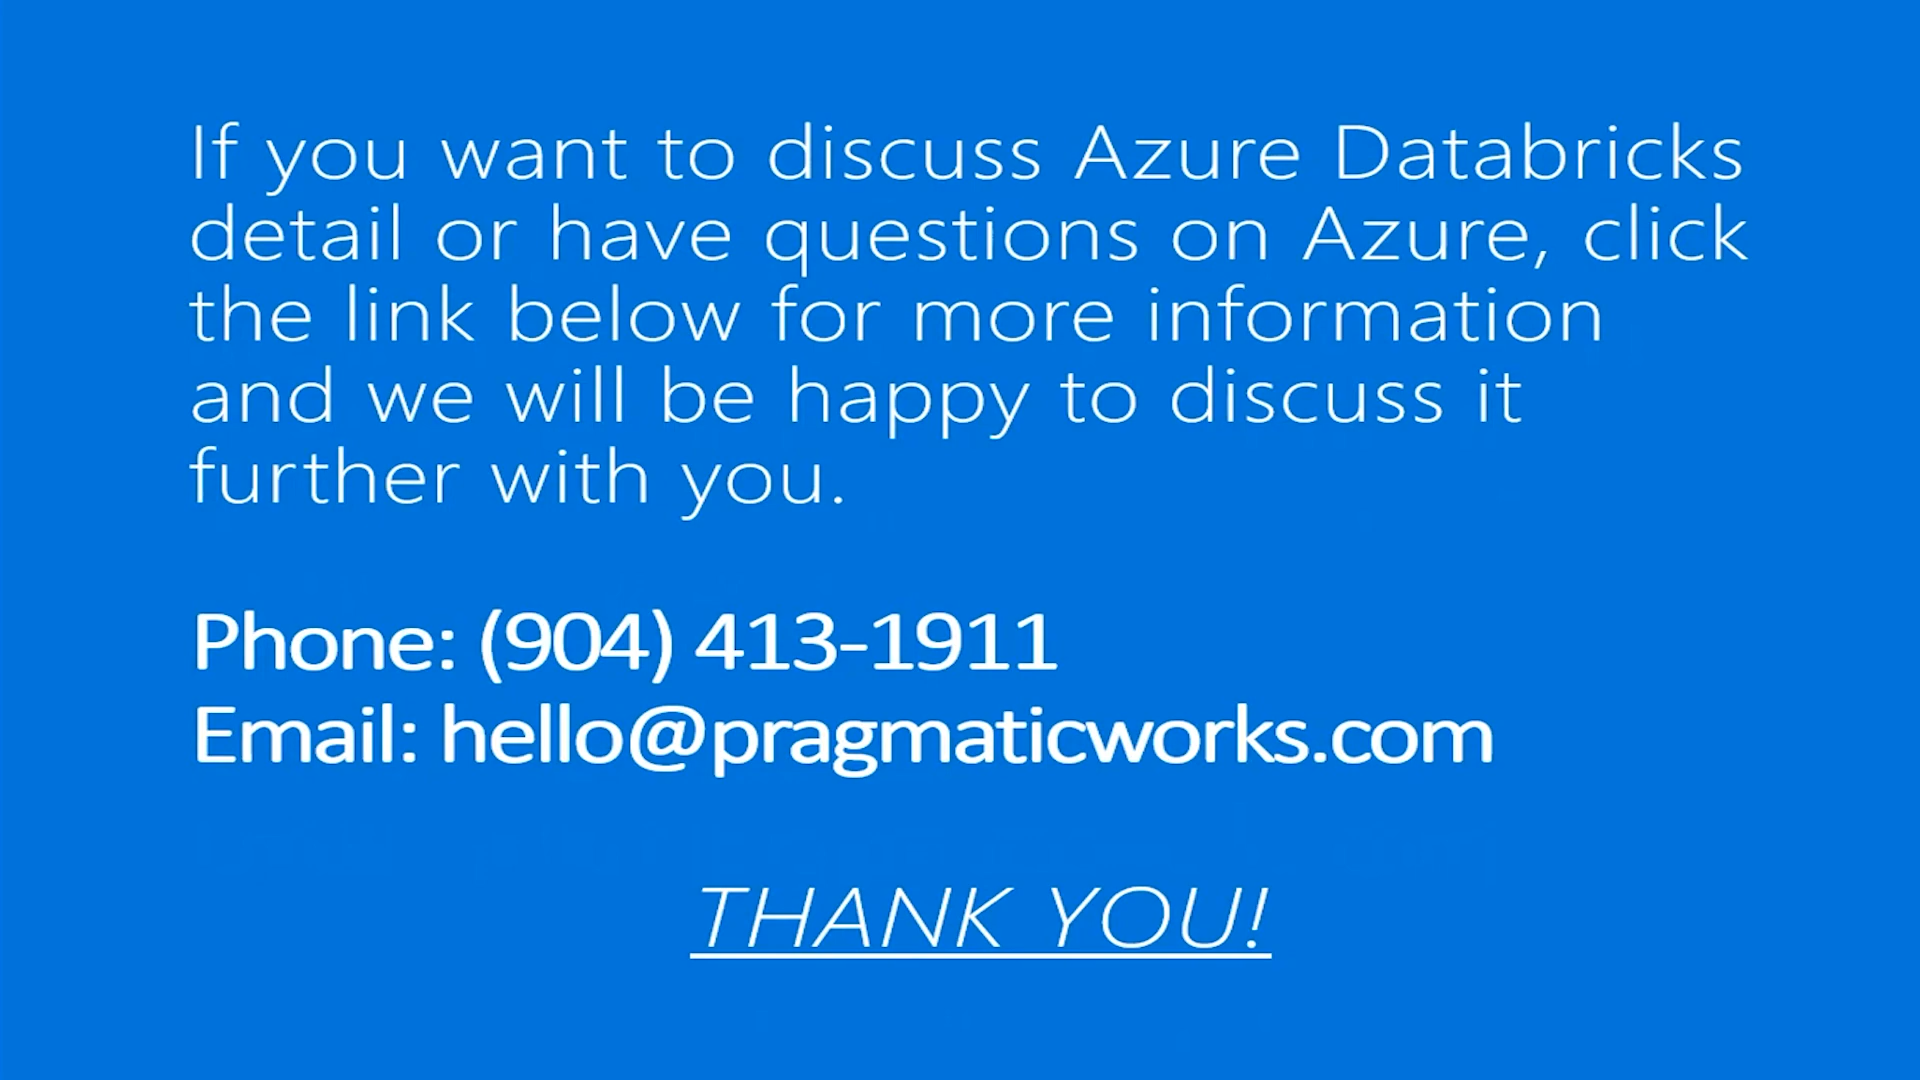 If you want to discuss Azure Databricks
detail or have questions on Azure, click
the link below for more information
and we will be happy to discuss it
further with you.
Phone: (904) 413-1911
Email: hello@pragmaticworks.com
THANK YOU!